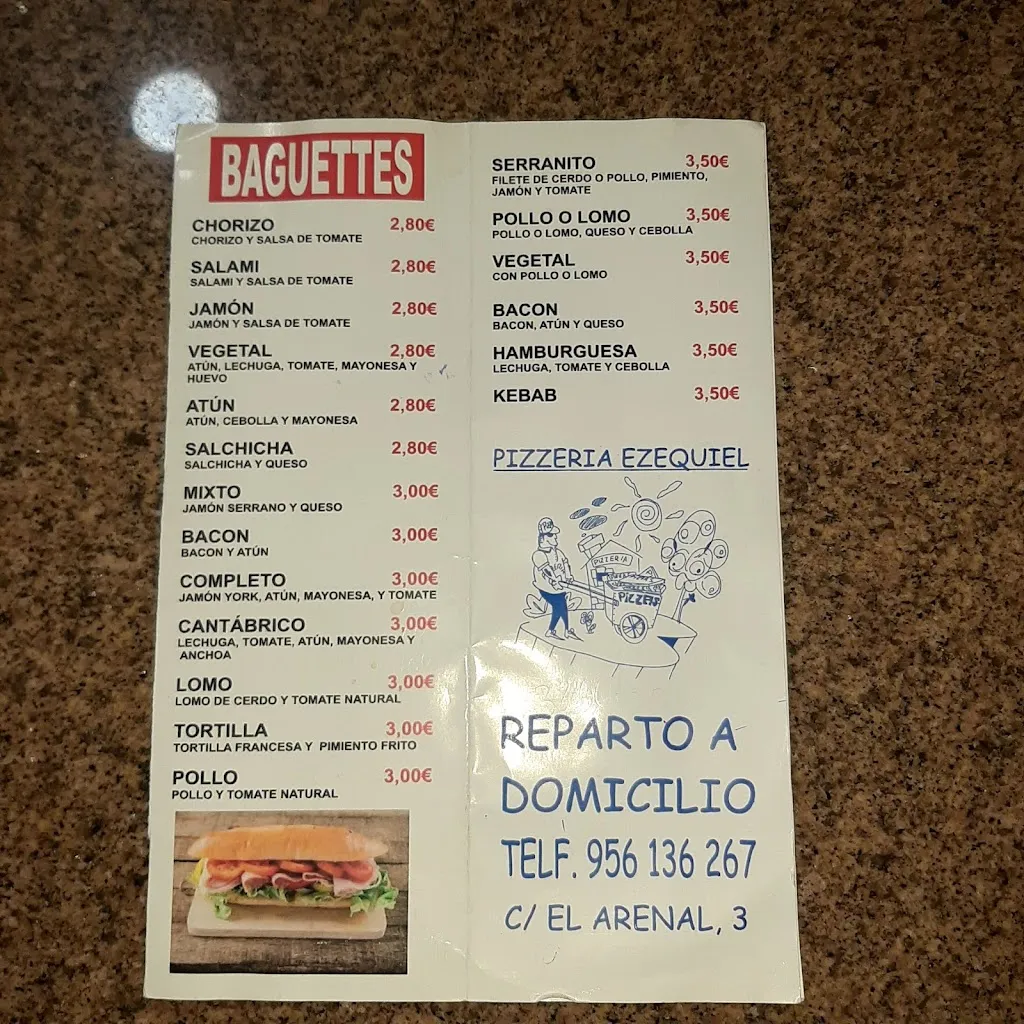 BAGUETTES
CHORIZO 2,80€
CHORIZO Y SALSA DE TOMATE
SALAMI 2,80€
SALAMI Y SALSA DE TOMATE
JAMÓN 2,80€
JAMÓN Y SALSA DE TOMATE
VEGETAL 2,80€
ATÚN, LECHUGA, TOMATE, MAYONESA Y
HUEVO
ATÚN 2,80€
ATÚN, CEBOLLA Y MAYONESA
SALCHICHA 2,80€
SALCHICHA Y QUESO
MIXTO 3,00€
JAMÓN SERRANO Y QUESO
BACON 3,00€
BACON Y ATÚN
COMPLETO 3,00€
JAMÓN YORK, ATÚN, MAYONESA, Y TOMATE
CANTÁBRICO 3,00€
LECHUGA, TOMATE, ATÚN, MAYONESA Y
ANCHOA
LOMO 3,00€
LOMO DE CERDO Y TOMATE NATURAL
TORTILLA 3,00€
TORTILLA FRANCESA Y PIMIENTO FRITO
POLLO 3,00€
POLLO Y TOMATE NATURAL
SERRANITO 3,50€
FILETE DE CERDO O POLLO, PIMIENTO,
JAMÓN Y TOMATE
POLLO O LOMO 3,50€
POLLO O LOMO, QUESO Y CEBOLLA
VEGETAL 3,50€
CON POLLO O LOMO
BACON 3,50€
BACON, ATÚN Y QUESO
HAMBURGUESA 3,50€
LECHUGA, TOMATE Y CEBOLLA
KEBAB 3,50€
PIZZERIA EZEQUIEL
PIZZERIA
PIZZAS
REPARTO A
DOMICILIO
TELF. 956 136 267
C/ EL ARENAL, 3